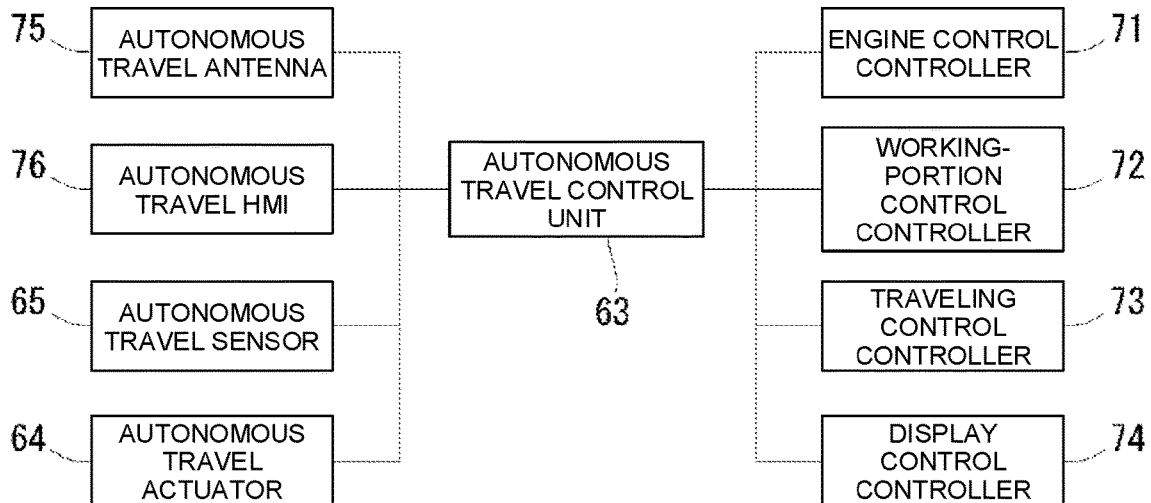 75
AUTONOMOUS
TRAVEL ANTENNA
76
AUTONOMOUS
TRAVEL HMI
65
AUTONOMOUS
TRAVEL SENSOR
64
AUTONOMOUS
TRAVEL
ACTUATOR
AUTONOMOUS
TRAVEL CONTROL
UNIT
63
ENGINE CONTROL
CONTROLLER
71
WORKING-
PORTION
CONTROL
CONTROLLER
72
TRAVELING
CONTROL
CONTROLLER
73
DISPLAY
CONTROL
CONTROLLER
74